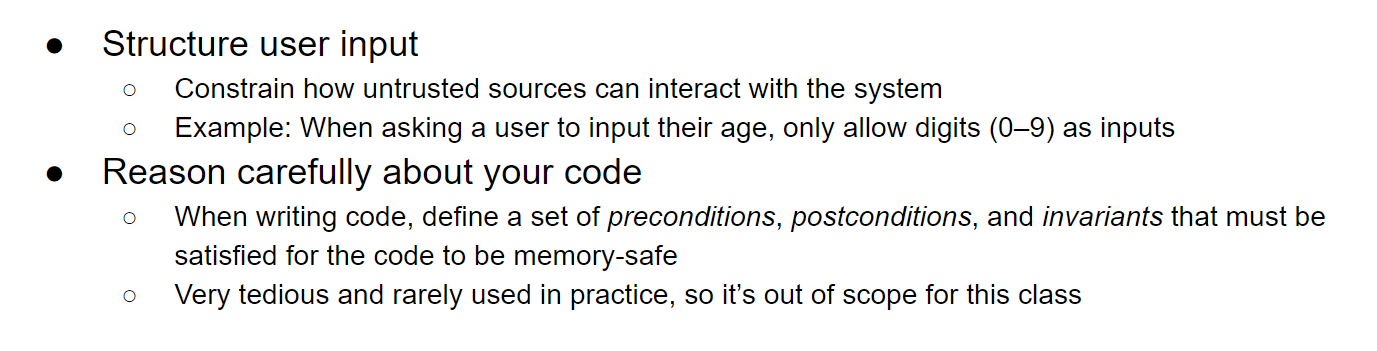 ● Structure user input
○ Constrain how untrusted sources can interact with the system
○ Example: When asking a user to input their age, only allow digits (0–9) as inputs
● Reason carefully about your code
○ When writing code, define a set of preconditions, postconditions, and invariants that must be
satisfied for the code to be memory-safe
○ Very tedious and rarely used in practice, so it’s out of scope for this class